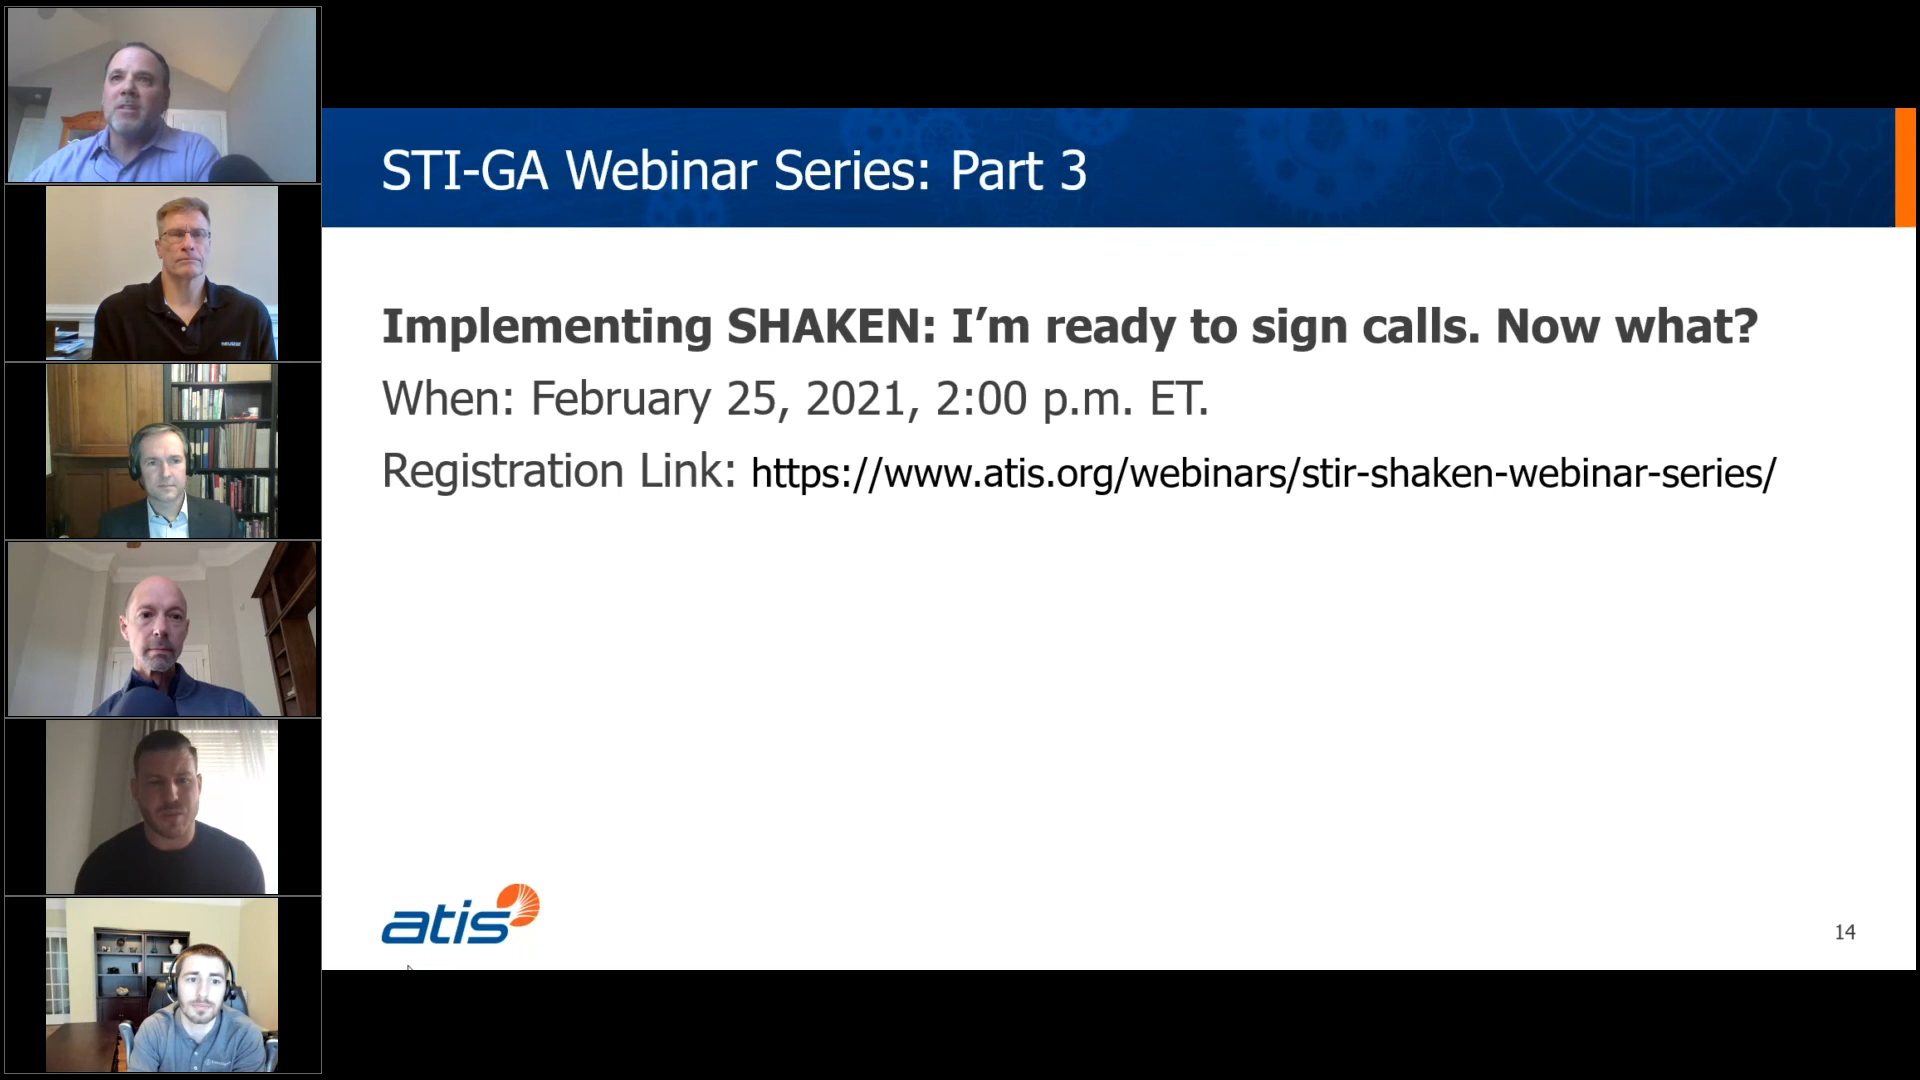 STI-GA Webinar Series: Part 3
Implementing SHAKEN: I’m ready to sign calls. Now what?
When: February 25, 2021, 2:00 p.m. ET.
Registration Link: https://www.atis.org/webinars/stir-shaken-webinar-series/
atis
14